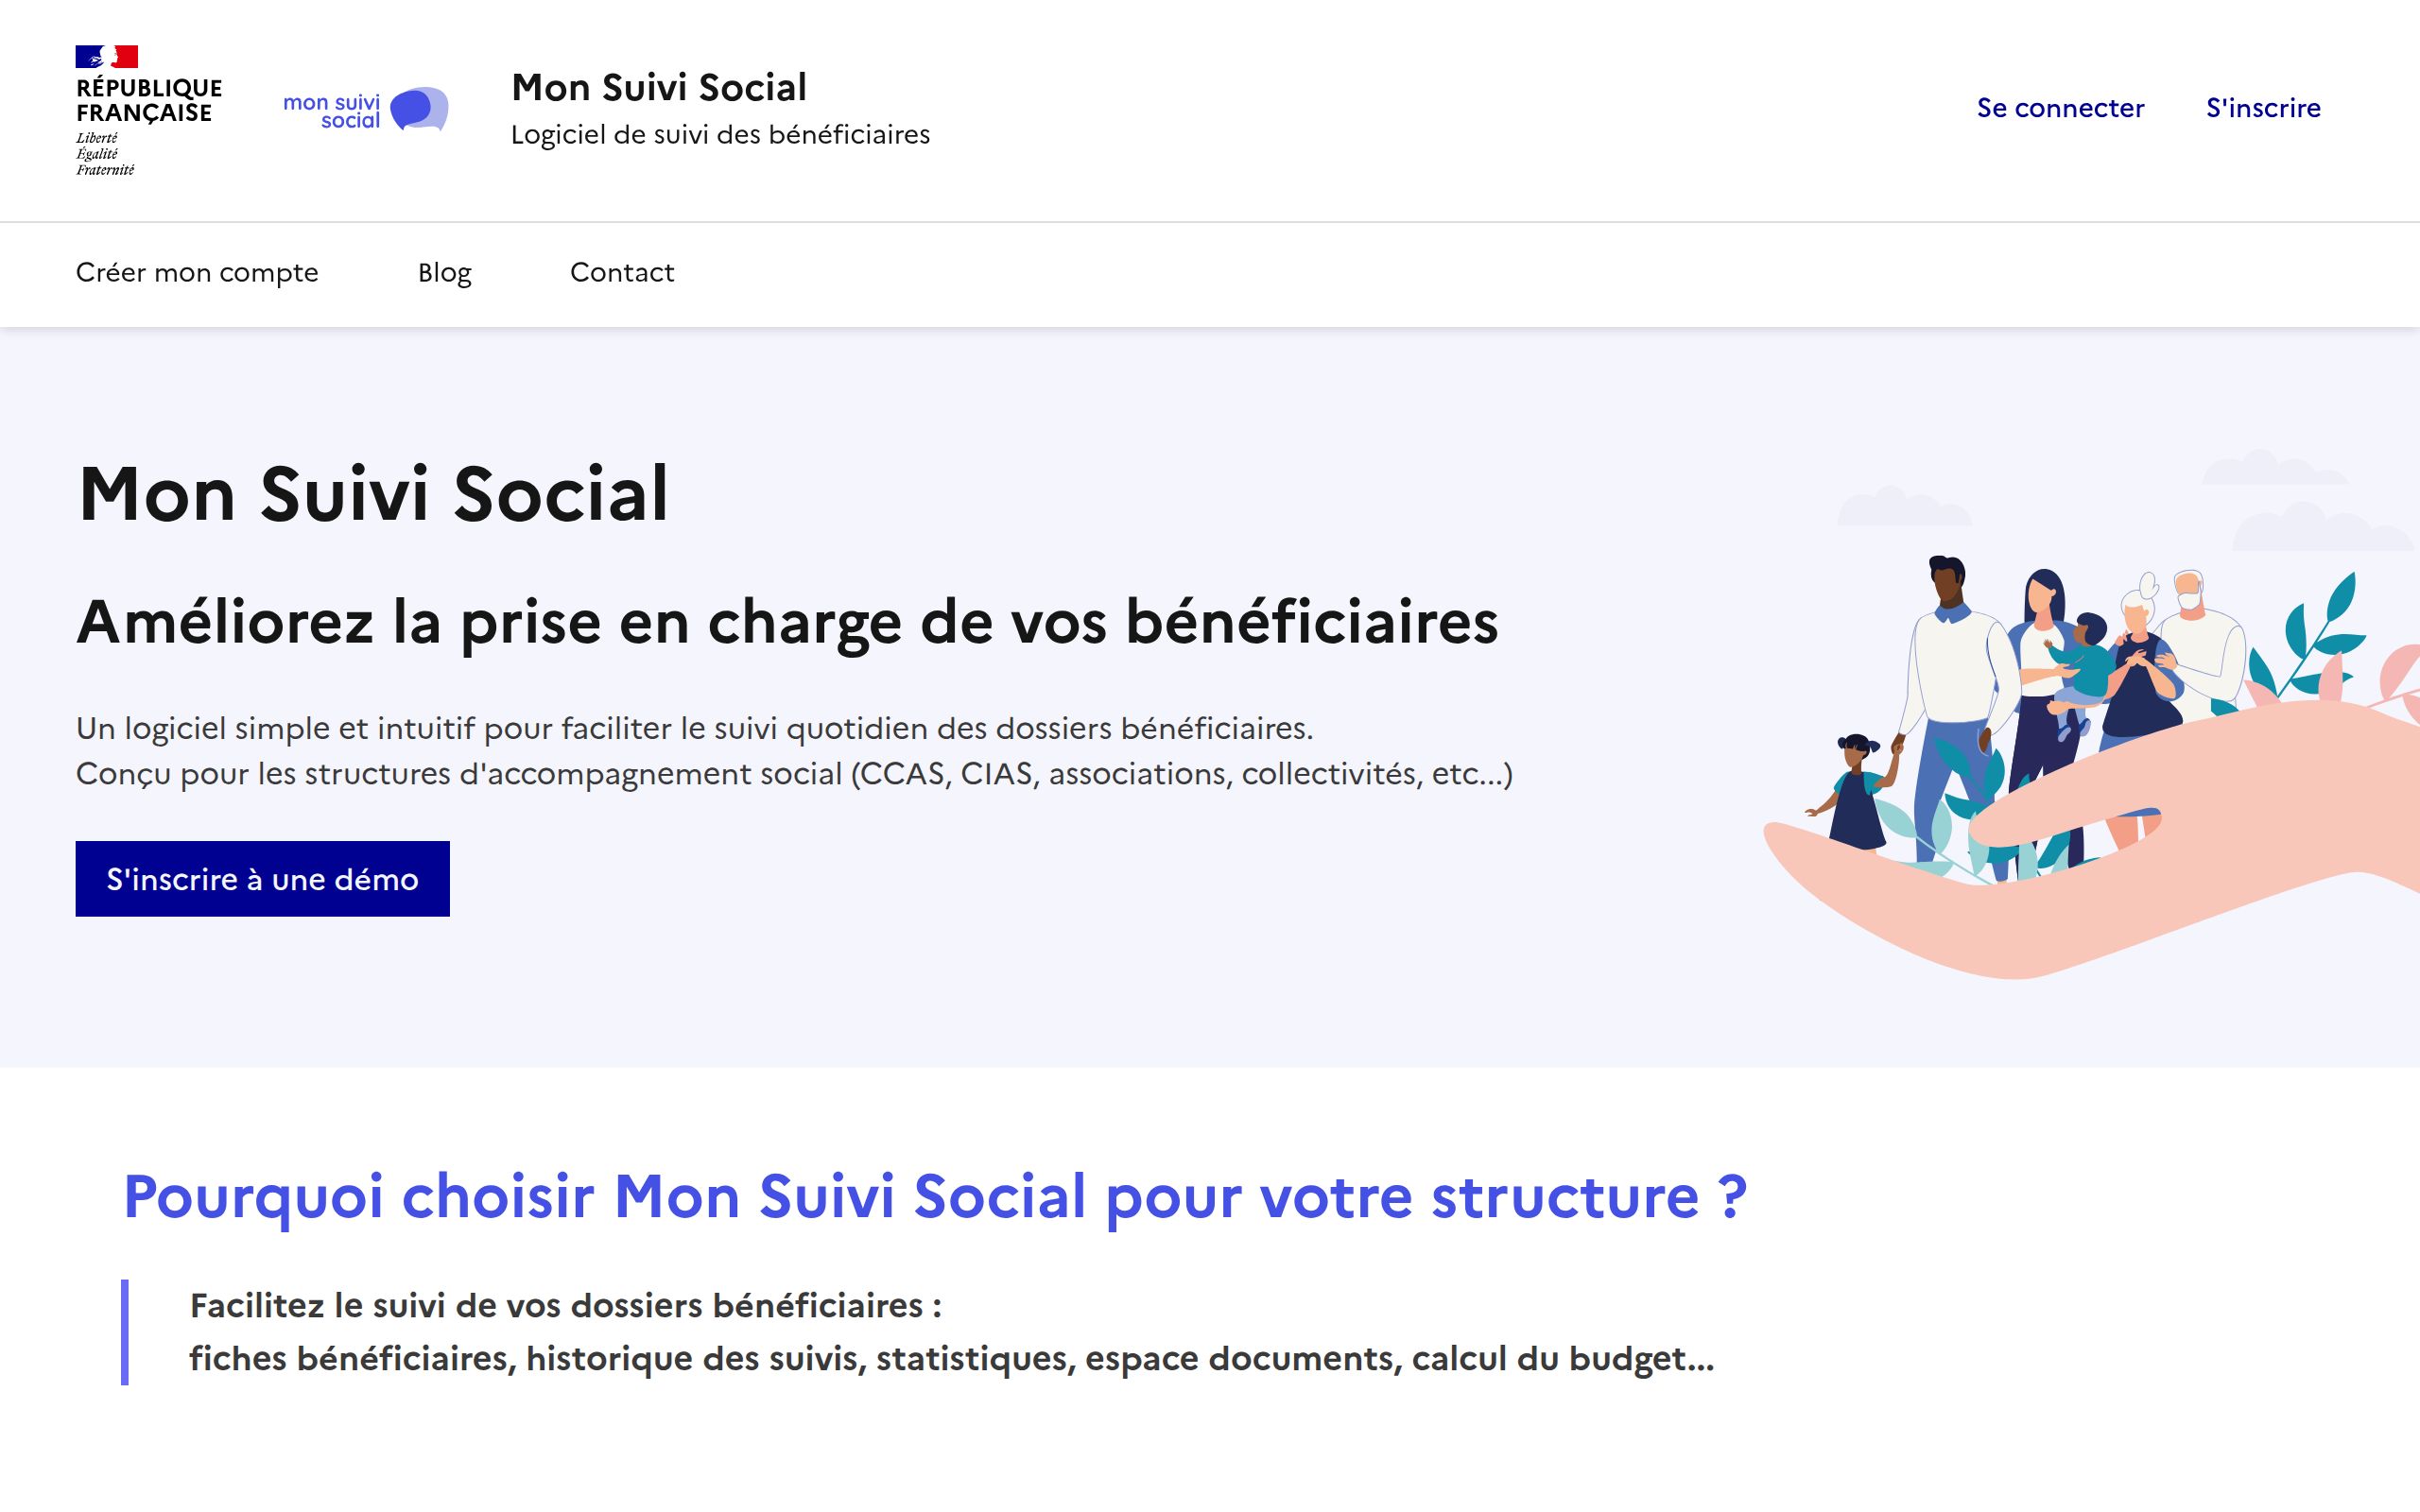 RÉPUBLIQUE
FRANÇAISE
Liberté
Égalité
Fraternité
mon suivi
social
Mon Suivi Social
Logiciel de suivi des bénéficiaires
Se connecter
S'inscrire
Créer mon compte
Blog
Contact
Mon Suivi Social
Améliorez la prise en charge de vos bénéficiaires
Un logiciel simple et intuitif pour faciliter le suivi quotidien des dossiers bénéficiaires.
Conçu pour les structures d'accompagnement social (CCAS, CIAS, associations, collectivités, etc...)
S'inscrire à une démo
Pourquoi choisir Mon Suivi Social pour votre structure ?
Facilitez le suivi de vos dossiers bénéficiaires :
fiches bénéficiaires, historique des suivis, statistiques, espace documents, calcul du budget...